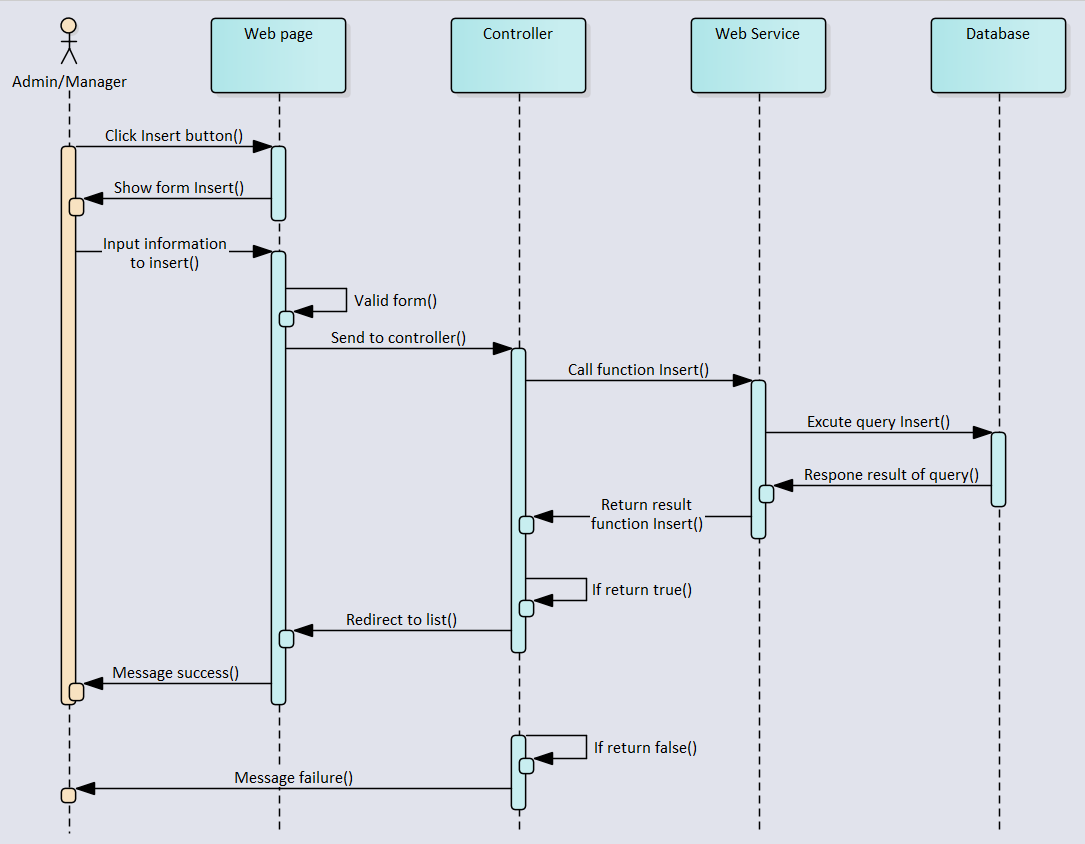 Web page
Controller
Web Service
Database
Admin/Manager
Click Insert button()
Show form Insert()
Input information
to insert()
Valid form()
Send to controller()
Call function Insert()
Excute query Insert()
Respone result of query()
Return result
function Insert()
If return true()
Redirect to list()
Message success()
If return false()
Message failure()